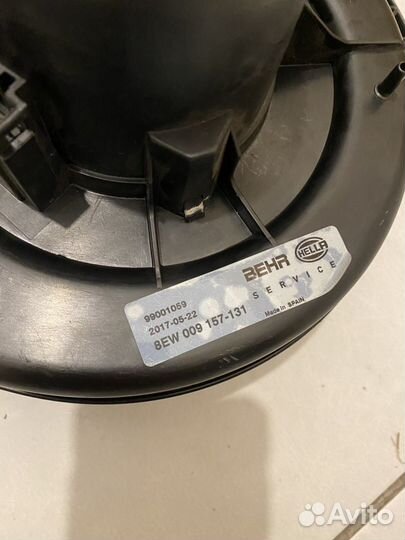 BEHR HELLA
SERVICE
99001059
2017-05-22
8EW 009 157-131
Made in SPAIN
Avito